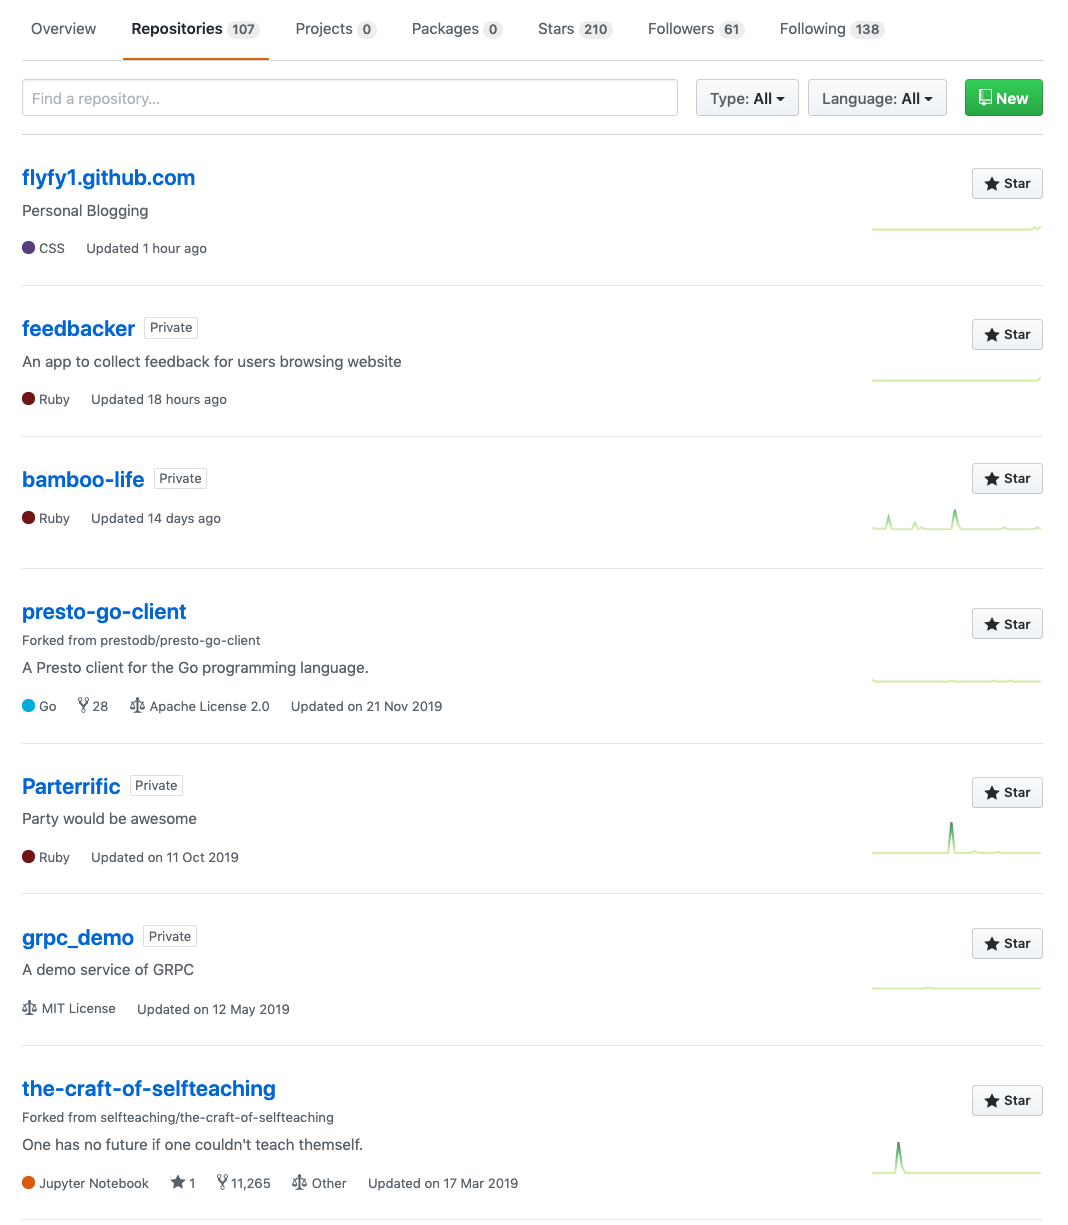 Overview Repositories 107 Projects 0 Packages 0 Stars 210 Followers 61 Following 138
Find a repository... Type: All Language: All New
flyfy1.github.com Star
Personal Blogging
CSS Updated 1 hour ago
feedbacker Private Star
An app to collect feedback for users browsing website
Ruby Updated 18 hours ago
bamboo-life Private Star
Ruby Updated 14 days ago
presto-go-client Star
Forked from prestodb/presto-go-client
A Presto client for the Go programming language.
Go 28 Apache License 2.0 Updated on 21 Nov 2019
Parterrific Private Star
Party would be awesome
Ruby Updated on 11 Oct 2019
grpc_demo Private Star
A demo service of GRPC
MIT License Updated on 12 May 2019
the-craft-of-selfteaching Star
Forked from selfteaching/the-craft-of-selfteaching
One has no future if one couldn't teach themself.
Jupyter Notebook 1 11,265 Other Updated on 17 Mar 2019